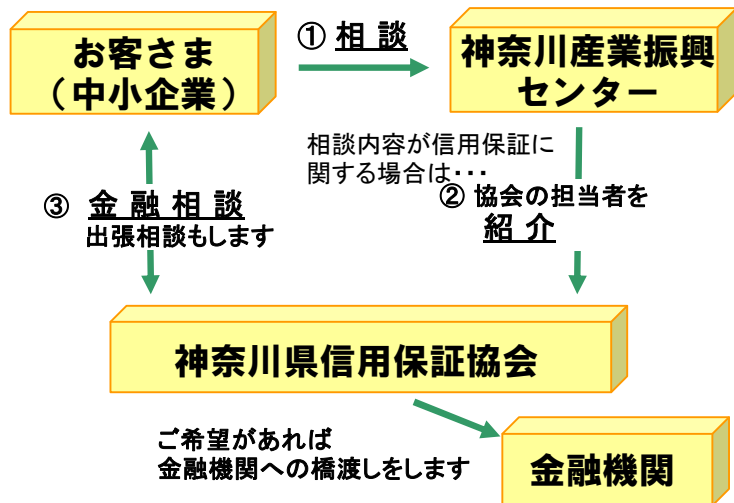 お客さま
（中小企業）
① 相 談
神奈川産業振興
センター
相談内容が信用保証に
関する場合は・・・
② 協会の担当者を
紹 介
③ 金 融 相 談
出張相談もします
神奈川県信用保証協会
ご希望があれば
金融機関への橋渡しをします
金融機関